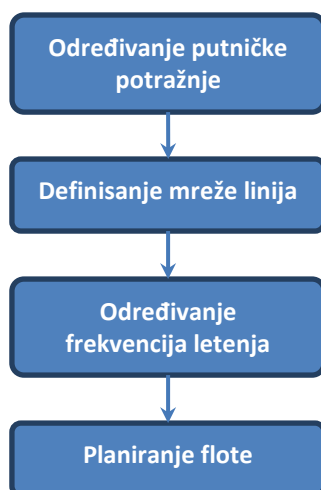 Određivanje putničke
potražnje
Definisanje mreže linija
Određivanje
frekvencija letenja
Planiranje flote